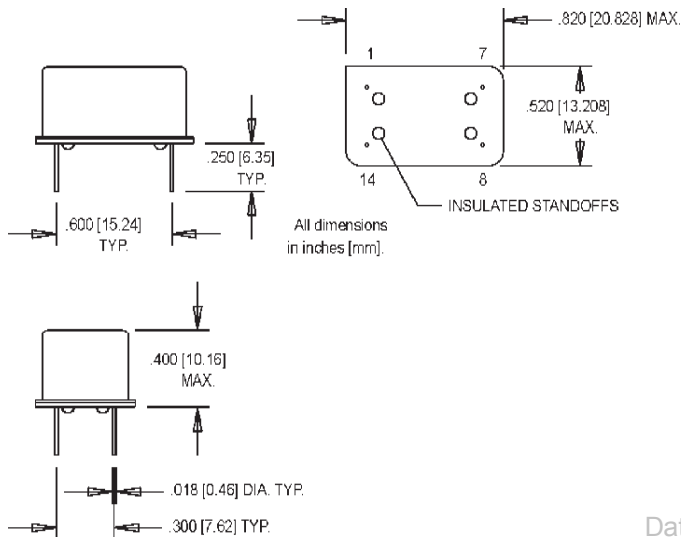 .820 [20.828] MAX.
1 7
.520 [13.208]
MAX.
.250 [6.35]
TYP.
14 8
INSULATED STANDOFFS
.600 [15.24]
TYP.
All dimensions
in inches [mm].
.400 [10.16]
MAX.
.018 [0.46] DIA. TYP.
.300 [7.62] TYP.
Dat